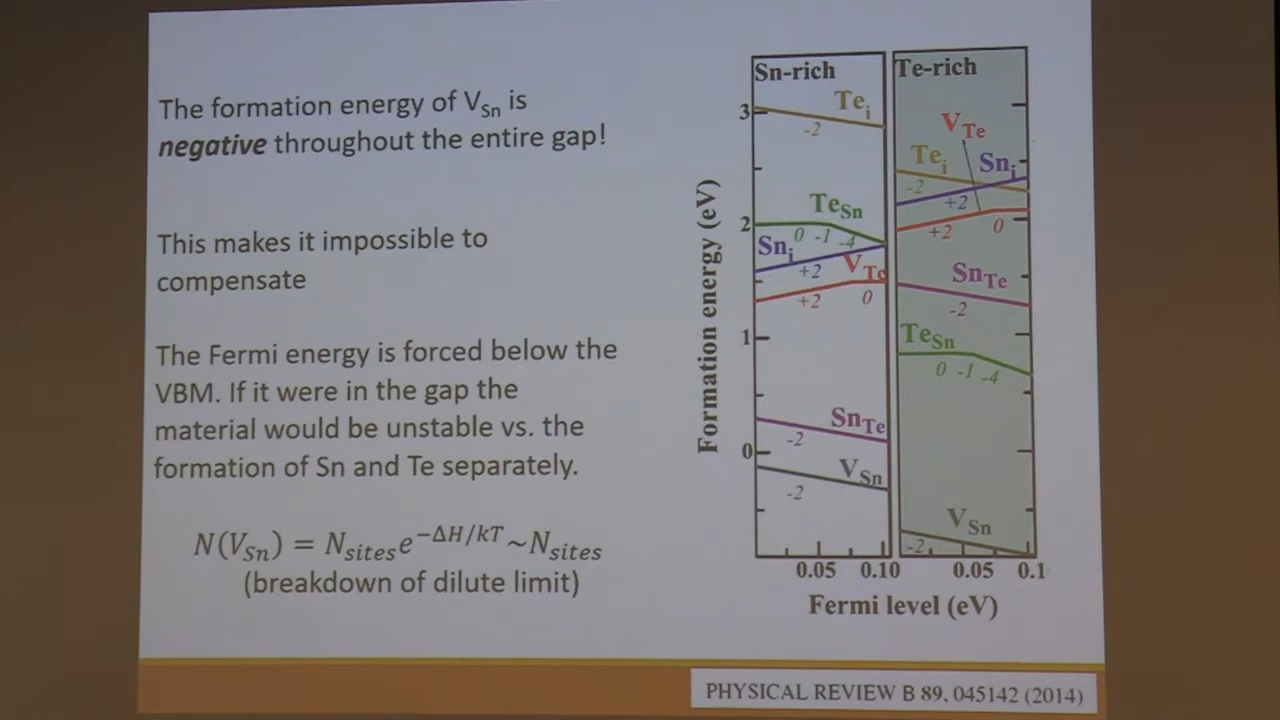 The formation energy of V_Sn is
negative throughout the entire gap!
This makes it impossible to
compensate
The Fermi energy is forced below the
VBM. If it were in the gap the
material would be unstable vs. the
formation of Sn and Te separately.
N(V_Sn) = N_sites e^{-ΔH/kT} ~ N_sites
(breakdown of dilute limit)
Formation energy (eV)
3
2
1
0
Sn-rich
Te_i
-2
Te_Sn
0 -1 -4
Sn_i
+2
V_Te
+2 0
Sn_Te
-2
V_Sn
-2
0.05 0.10
Te-rich
V_Te
Te_i
Sn_i
-2
+2
+2 0
Sn_Te
-2
Te_Sn
0 -1 -4
V_Sn
-2
0.05 0.1
Fermi level (eV)
PHYSICAL REVIEW B 89, 045142 (2014)